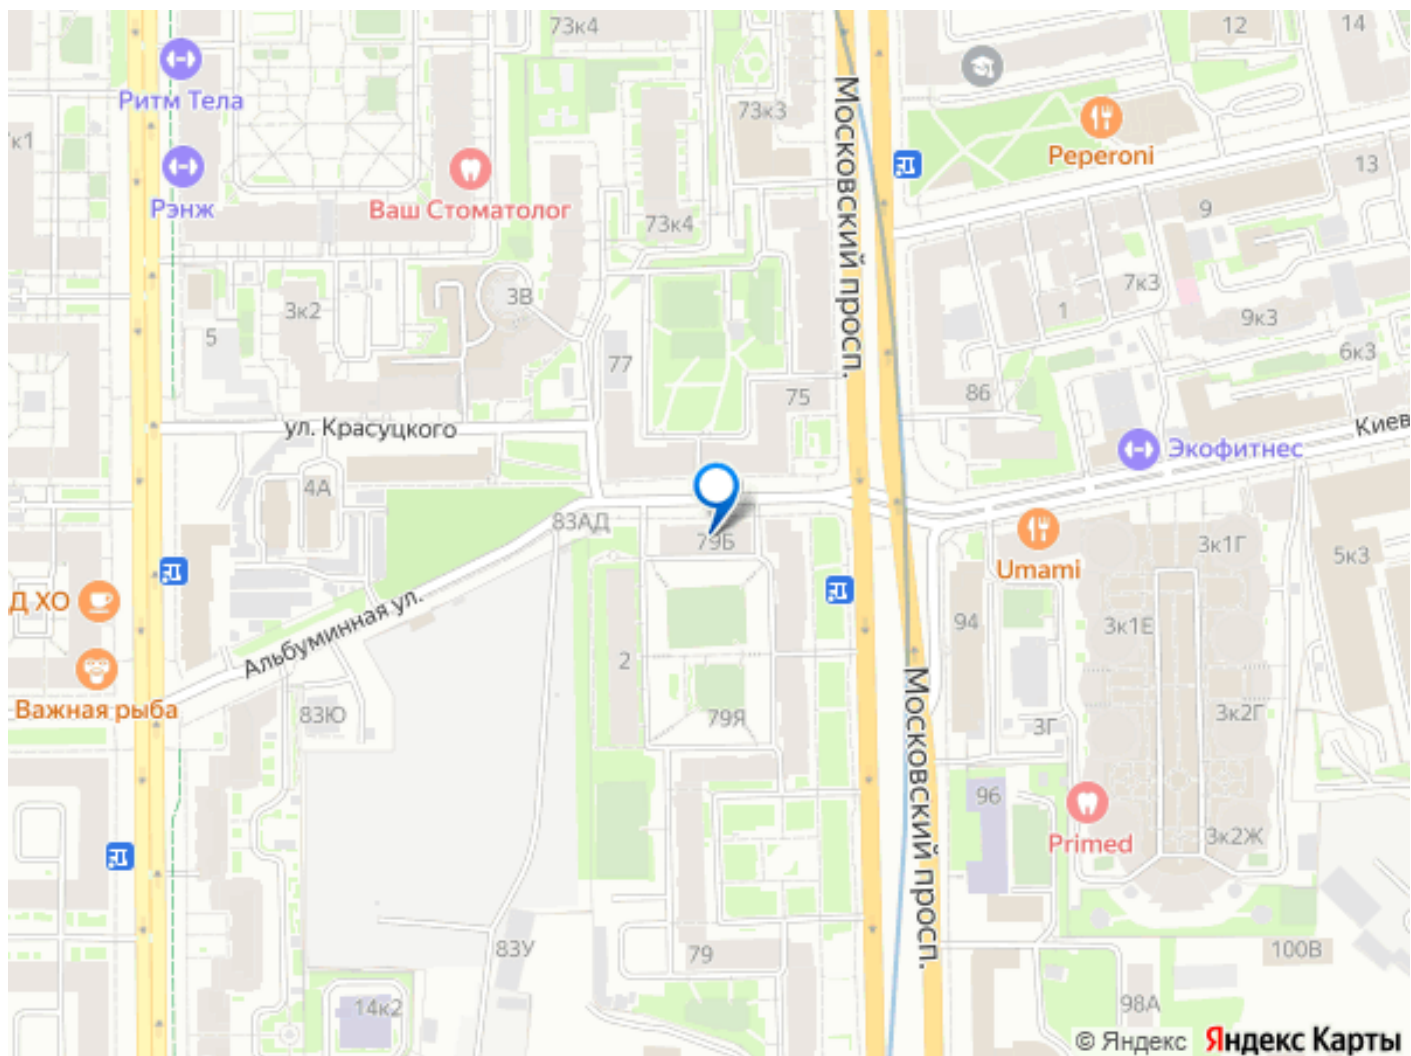 73к4
12
14
Ритм Тела
73к3
Московский просп.
Peperoni
к1
13
Рэнж
Ваш Стоматолог
73к4
9
3В
7к3
3к2
1
9к3
5
6к3
77
75
86
ул. Красуцкого
Киев
Экофитнес
4А
83АД
79Б
3к1Г
5к3
Umami
Д ХО
Альбуминная ул.
2
94
3к1Е
Важная рыба
83Ю
79Я
Московский просп.
3Г
3к2Г
96
Primed
3к2Ж
83У
79
100В
14к2
98А
© Яндекс Яндекс Карты